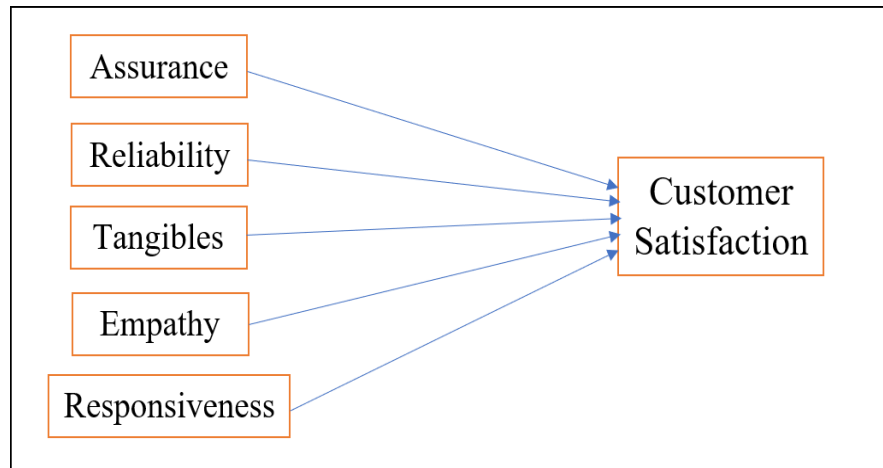 Assurance
Reliability
Tangibles
Empathy
Responsiveness
Customer
Satisfaction